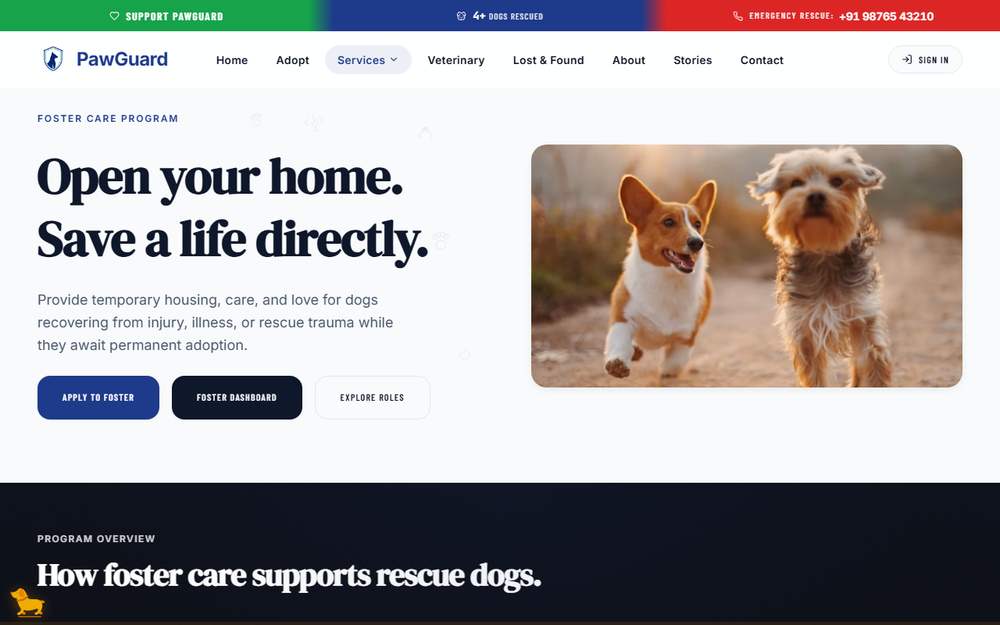 SUPPORT PAWGUARD
4+ DOGS RESCUED
EMERGENCY RESCUE: +91 98765 43210
PawGuard
Home
Adopt
Services
Veterinary
Lost & Found
About
Stories
Contact
SIGN IN
FOSTER CARE PROGRAM
Open your home.
Save a life directly.
Provide temporary housing, care, and love for dogs
recovering from injury, illness, or rescue trauma while
they await permanent adoption.
APPLY TO FOSTER
FOSTER DASHBOARD
EXPLORE ROLES
PROGRAM OVERVIEW
How foster care supports rescue dogs.